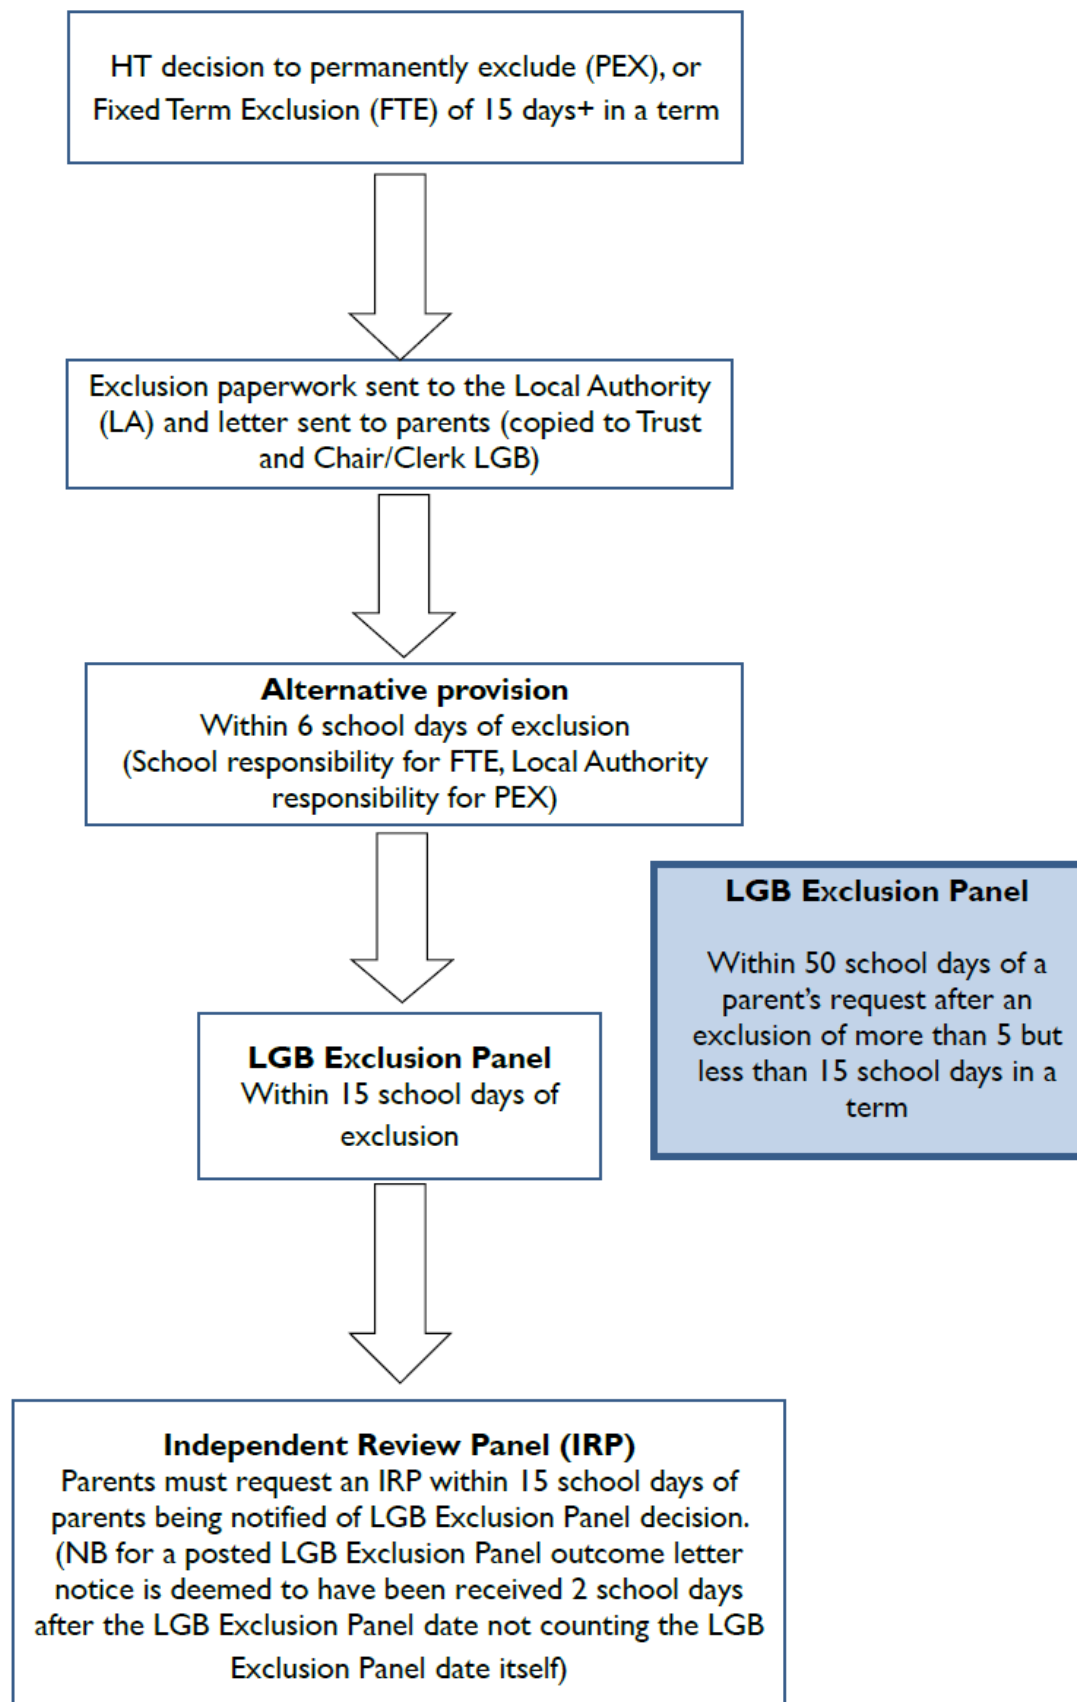 HT decision to permanently exclude (PEX), or
Fixed Term Exclusion (FTE) of 15 days+ in a term
Exclusion paperwork sent to the Local Authority
(LA) and letter sent to parents (copied to Trust
and Chair/Clerk LGB)
Alternative provision
Within 6 school days of exclusion
(School responsibility for FTE, Local Authority
responsibility for PEX)
LGB Exclusion Panel
Within 50 school days of a
parent's request after an
exclusion of more than 5 but
less than 15 school days in a
term
LGB Exclusion Panel
Within 15 school days of
exclusion
Independent Review Panel (IRP)
Parents must request an IRP within 15 school days of
parents being notified of LGB Exclusion Panel decision.
(NB for a posted LGB Exclusion Panel outcome letter
notice is deemed to have been received 2 school days
after the LGB Exclusion Panel date not counting the LGB
Exclusion Panel date itself)